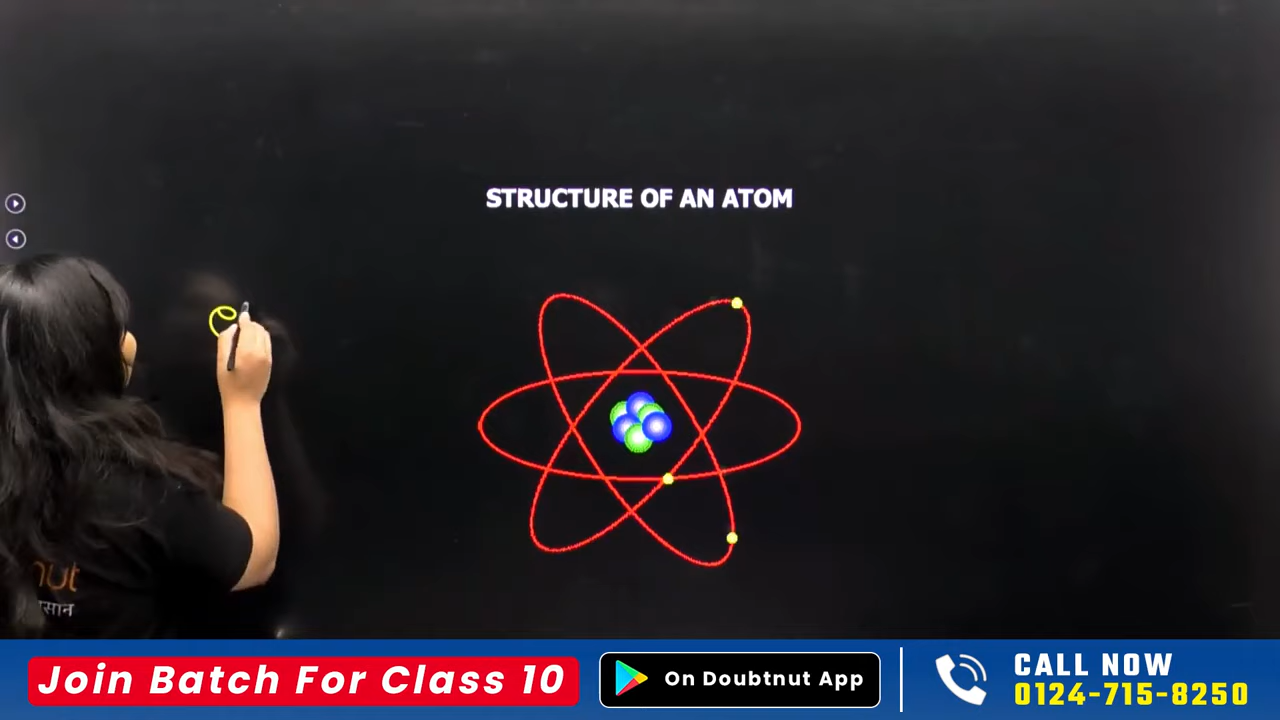 STRUCTURE OF AN ATOM
Join Batch For Class 10
On Doubtnut App
CALL NOW
0124-715-8250